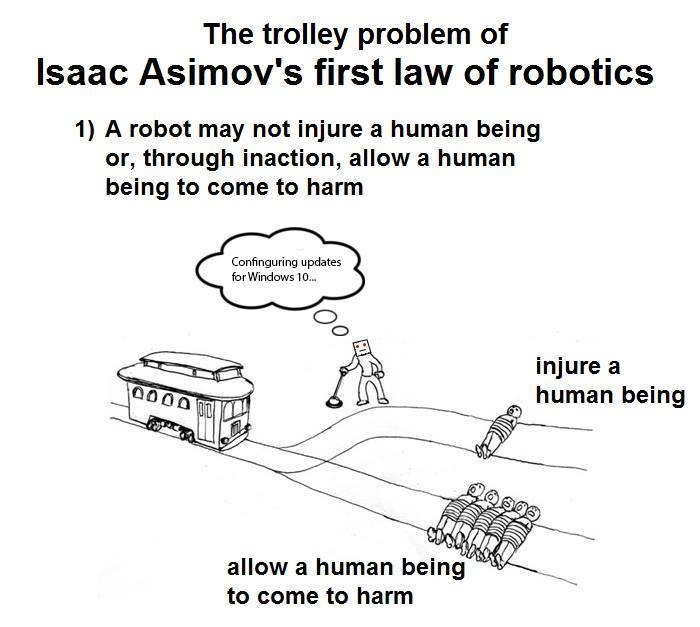 The trolley problem of
Isaac Asimov's first law of robotics
1) A robot may not injure a human being
or, through inaction, allow a human
being to come to harm
Confinguring updates
for Windows 10...
injure a
human being
allow a human being
to come to harm